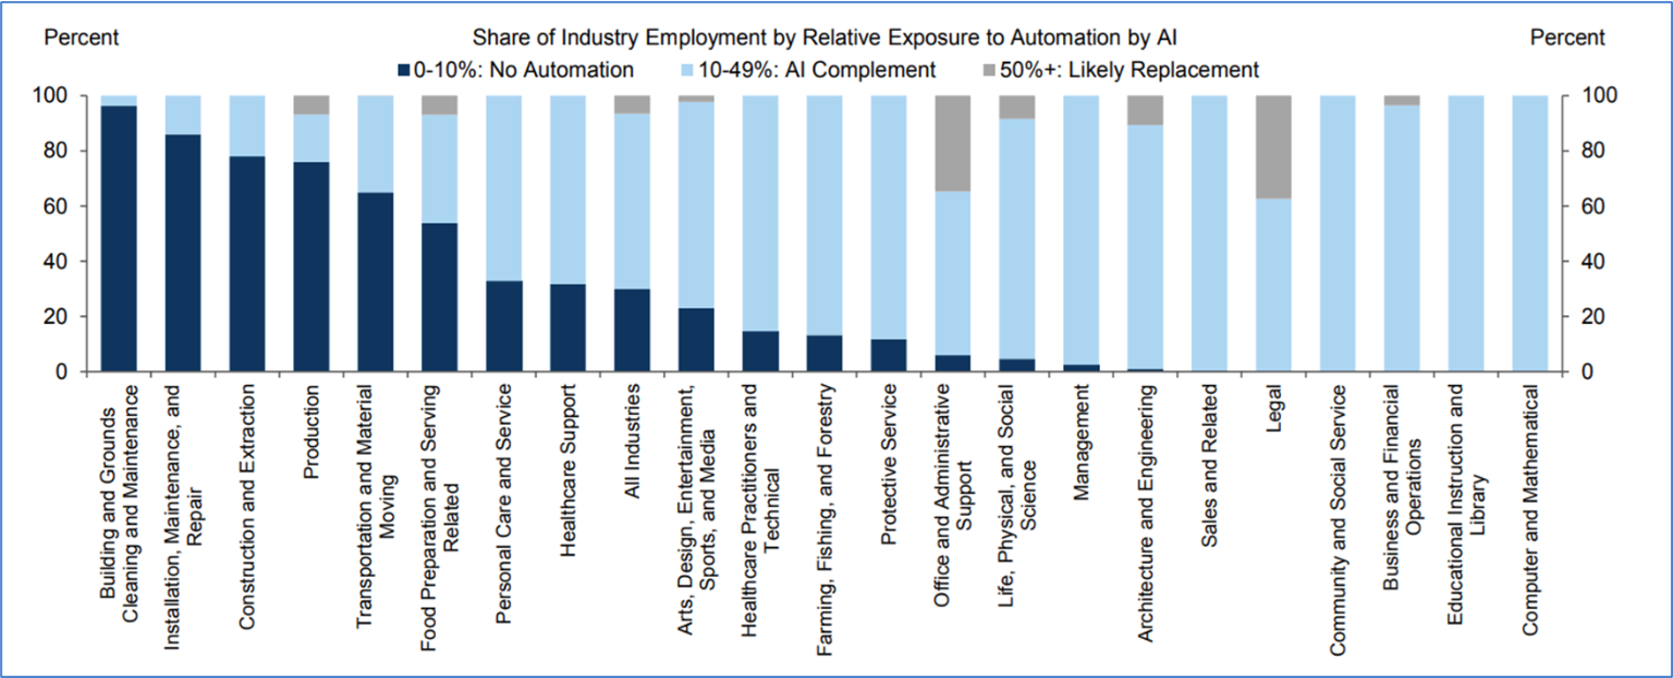 Percent
Share of Industry Employment by Relative Exposure to Automation by AI
Percent
0-10%: No Automation
10-49%: AI Complement
50%+: Likely Replacement
100
80
60
40
20
0
100
80
60
40
20
0
Building and Grounds
Cleaning and Maintenance
Installation, Maintenance, and
Repair
Construction and Extraction
Production
Transportation and Material
Moving
Food Preparation and Serving
Related
Personal Care and Service
Healthcare Support
All Industries
Arts, Design, Entertainment,
Sports, and Media
Healthcare Practitioners and
Technical
Farming, Fishing, and Forestry
Protective Service
Office and Administrative
Support
Life, Physical, and Social
Science
Management
Architecture and Engineering
Sales and Related
Legal
Community and Social Service
Business and Financial
Operations
Educational Instruction and
Library
Computer and Mathematical